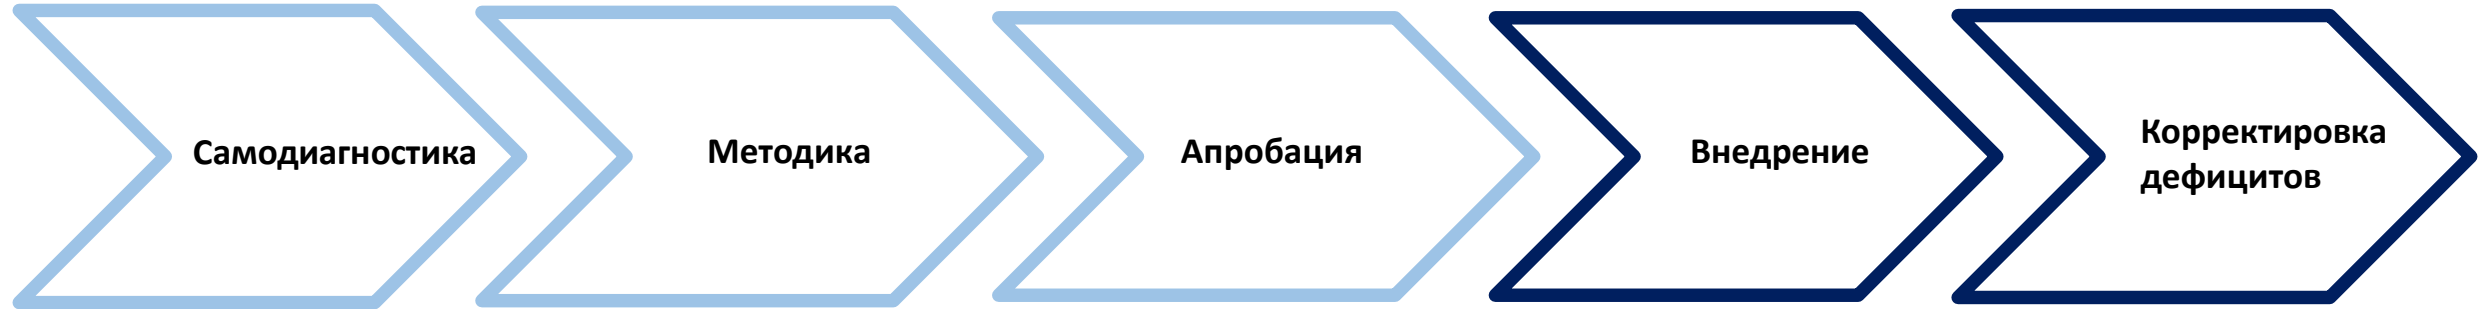 Самодиагностика
Методика
Апробация
Внедрение
Корректировка
дефицитов